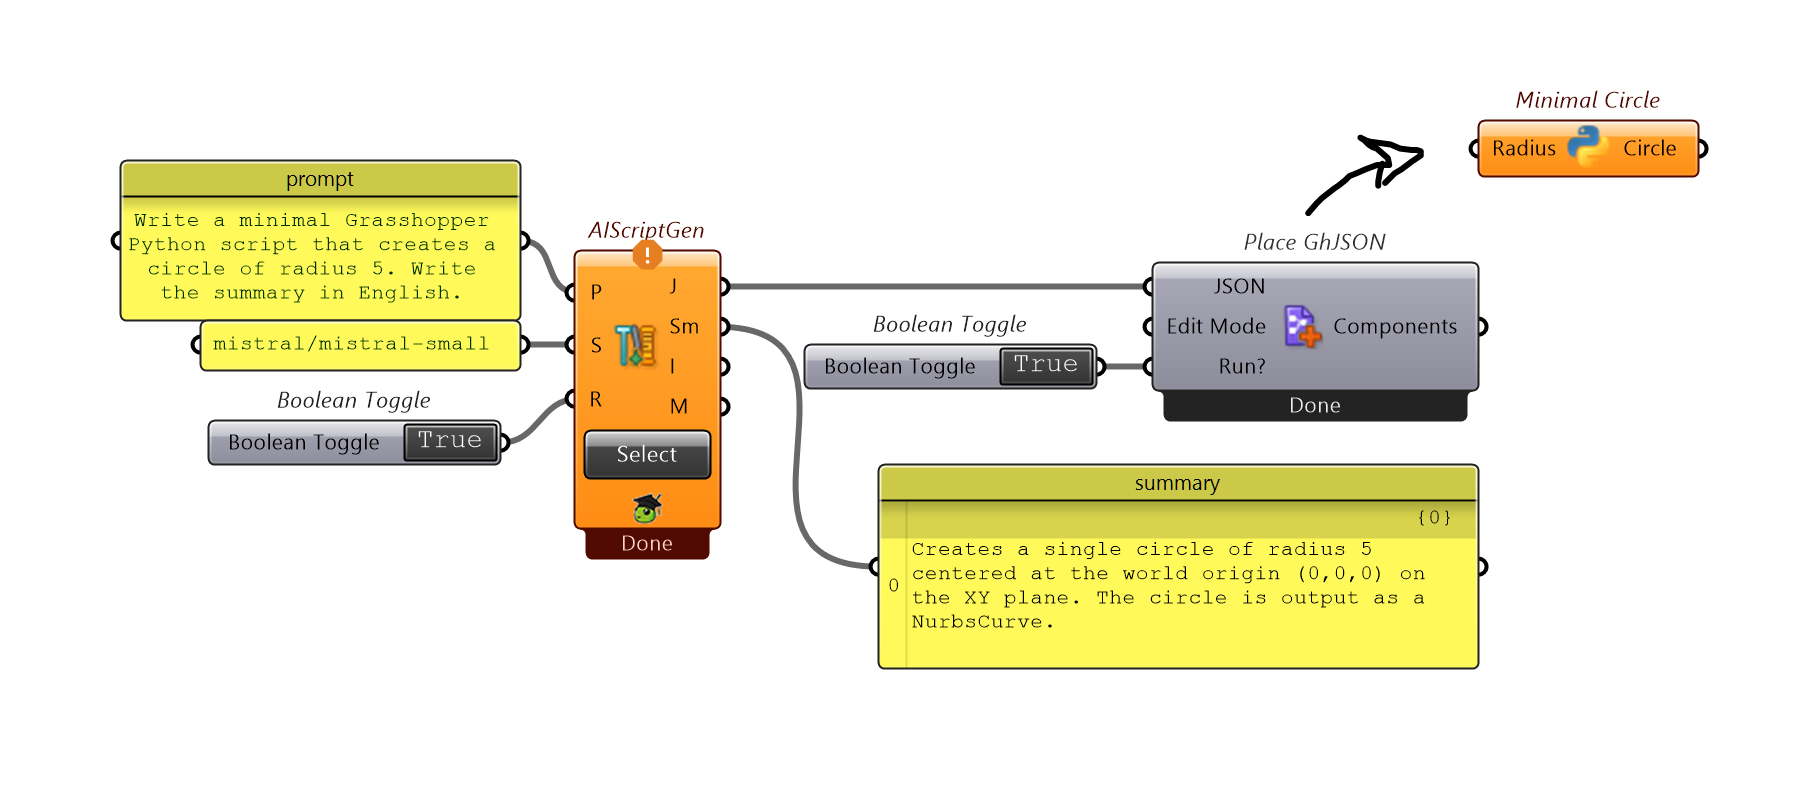 Minimal Circle
Radius
Circle
prompt
Write a minimal Grasshopper
Python script that creates a
circle of radius 5. Write
the summary in English.
mistral/mistral-small
Boolean Toggle
Boolean Toggle
True
AIScriptGen
!
P
S
R
J
Sm
I
M
Select
Done
Boolean Toggle
Boolean Toggle
True
Place GhJSON
JSON
Edit Mode
Run?
Components
Done
summary
{0}
0
Creates a single circle of radius 5
centered at the world origin (0,0,0) on
the XY plane. The circle is output as a
NurbsCurve.